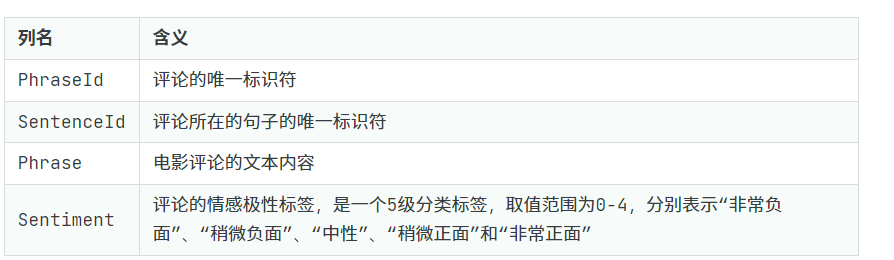 列名 含义
PhraseId 评论的唯一标识符
SentenceId 评论所在的句子的唯一标识符
Phrase 电影评论的文本内容
Sentiment 评论的情感极性标签，是一个5级分类标签，取值范围为0-4，分别表示“非常负
面”、“稍微负面”、“中性”、“稍微正面”和“非常正面”